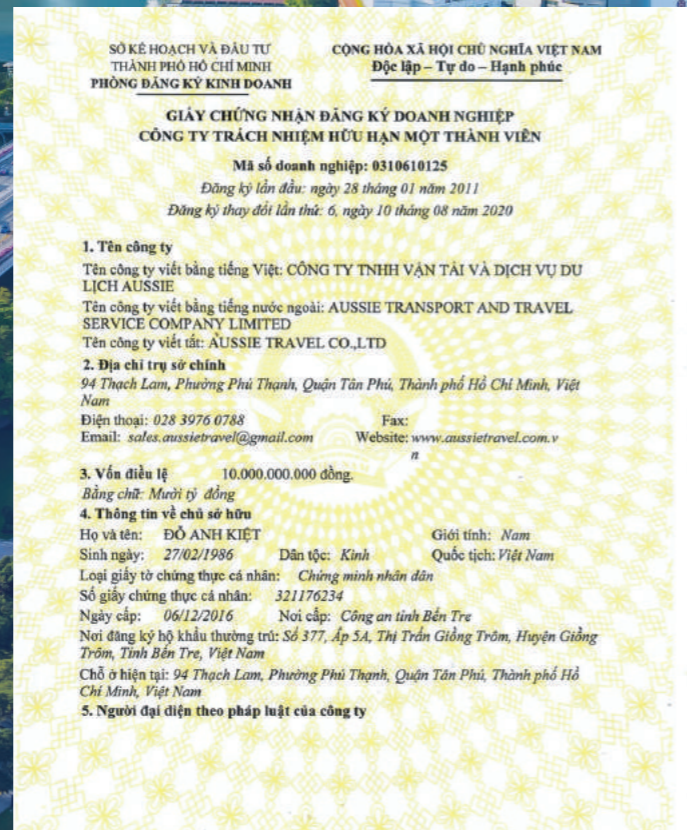 SỞ KẾ HOẠCH VÀ ĐẦU TƯ
THÀNH PHỐ HỒ CHÍ MINH
PHÒNG ĐĂNG KÝ KINH DOANH
CỘNG HÒA XÃ HỘI CHỦ NGHĨA VIỆT NAM
Độc lập – Tự do – Hạnh phúc
GIẤY CHỨNG NHẬN ĐĂNG KÝ DOANH NGHIỆP
CÔNG TY TRÁCH NHIỆM HỮU HẠN MỘT THÀNH VIÊN
Mã số doanh nghiệp: 0310610125
Đăng ký lần đầu: ngày 28 tháng 01 năm 2011
Đăng ký thay đổi lần thứ: 6, ngày 10 tháng 08 năm 2020
1. Tên công ty
Tên công ty viết bằng tiếng Việt: CÔNG TY TNHH VẬN TẢI VÀ DỊCH VỤ DU
LỊCH AUSSIE
Tên công ty viết bằng tiếng nước ngoài: AUSSIE TRANSPORT AND TRAVEL
SERVICE COMPANY LIMITED
Tên công ty viết tắt: AUSSIE TRAVEL CO.,LTD
2. Địa chỉ trụ sở chính
94 Thạch Lam, Phường Phú Thạnh, Quận Tân Phú, Thành phố Hồ Chí Minh, Việt
Nam
Điện thoại: 028 3976 0788 Fax:
Email: sales.aussietravel@gmail.com Website: www.aussietravel.com.v
n
3. Vốn điều lệ 10.000.000.000 đồng.
Bằng chữ: Mười tỷ đồng
4. Thông tin về chủ sở hữu
Họ và tên: ĐỖ ANH KIỆT Giới tính: Nam
Sinh ngày: 27/02/1986 Dân tộc: Kinh Quốc tịch: Việt Nam
Loại giấy tờ chứng thực cá nhân: Chứng minh nhân dân
Số giấy chứng thực cá nhân: 321176234
Ngày cấp: 06/12/2016 Nơi cấp: Công an tỉnh Bến Tre
Nơi đăng ký hộ khẩu thường trú: Số 377, Ấp 5A, Thị Trấn Giồng Trôm, Huyện Giồng
Trôm, Tỉnh Bến Tre, Việt Nam
Chỗ ở hiện tại: 94 Thạch Lam, Phường Phú Thạnh, Quận Tân Phú, Thành phố Hồ
Chí Minh, Việt Nam
5. Người đại diện theo pháp luật của công ty